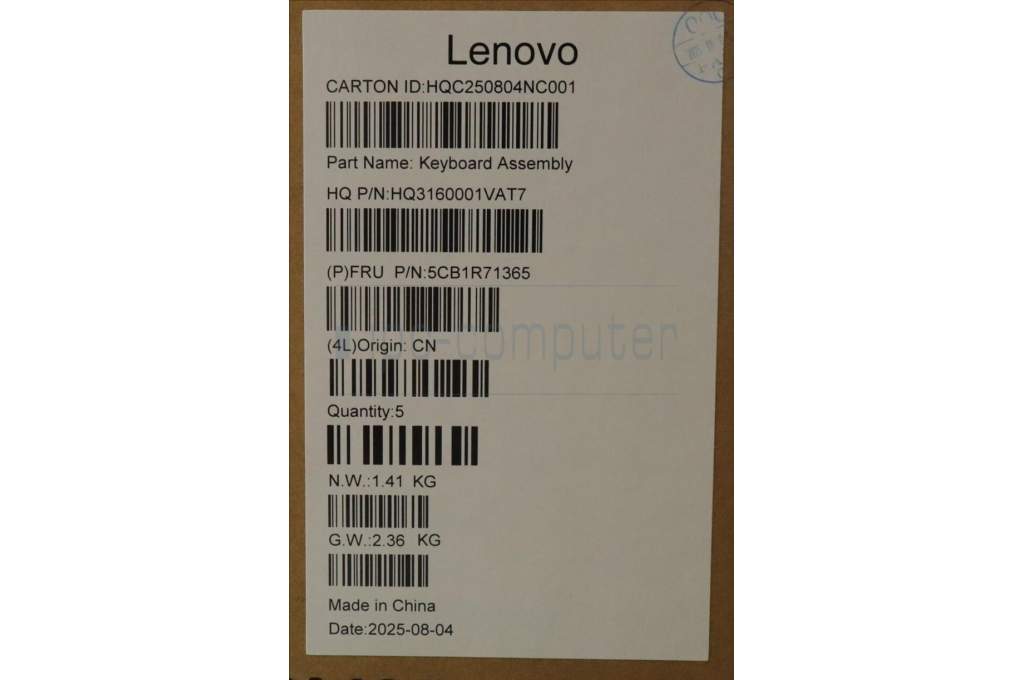 Lenovo
CARTON ID:HQC250804NC001
Part Name: Keyboard Assembly
HQ P/N:HQ3160001VAT7
(P)FRU P/N:5CB1R71365
(4L)Origin: CN
Quantity:5
N.W.:1.41 KG
G.W.:2.36 KG
Made in China
Date:2025-08-04